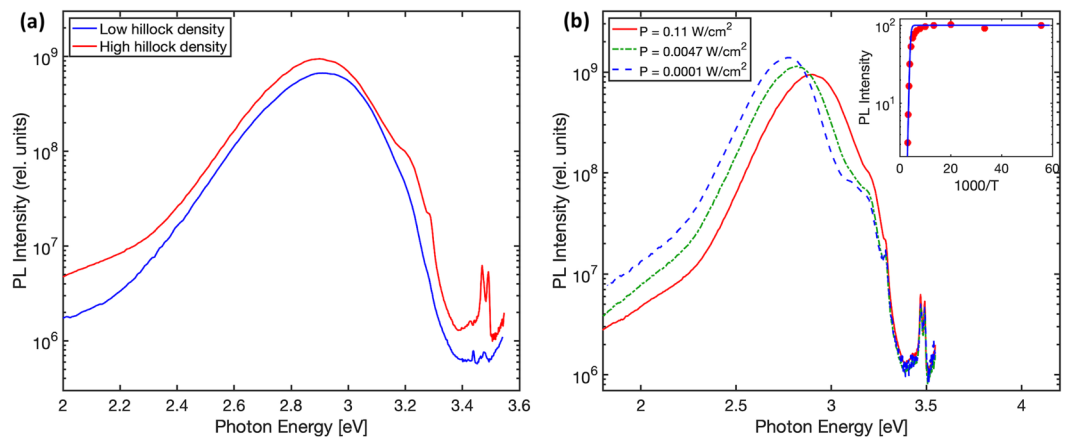 (a)
Low hillock density
High hillock density
PL Intensity (rel. units)
10^9
10^8
10^7
10^6
2 2.2 2.4 2.6 2.8 3 3.2 3.4 3.6
Photon Energy [eV]
(b)
P = 0.11 W/cm^2
P = 0.0047 W/cm^2
P = 0.0001 W/cm^2
PL Intensity (rel. units)
10^9
10^8
10^7
10^6
2 2.5 3 3.5 4
Photon Energy [eV]
PL Intensity
10^2
10^1
0 20 40 60
1000/T